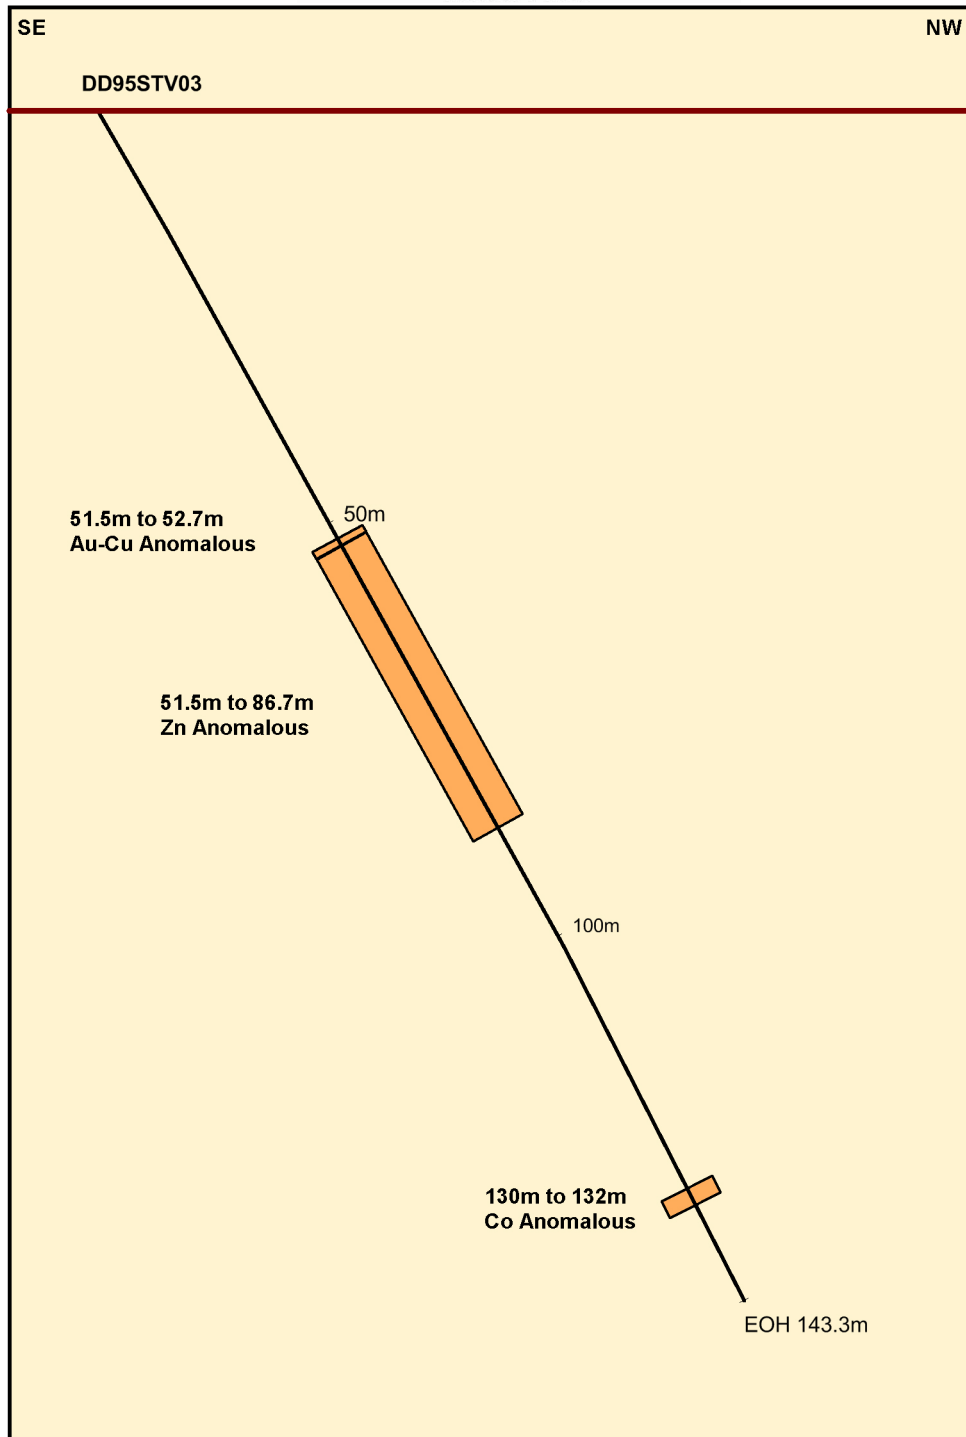 SE
NW
DD95STV03
50m
51.5m to 52.7m
Au-Cu Anomalous
51.5m to 86.7m
Zn Anomalous
100m
130m to 132m
Co Anomalous
EOH 143.3m